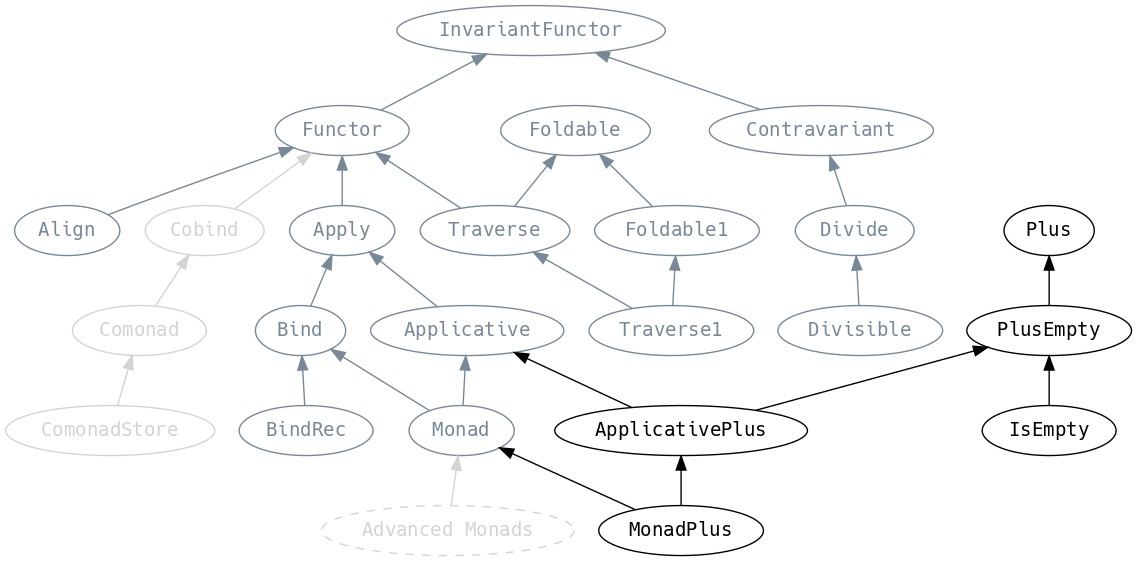 InvariantFunctor
Functor
Foldable
Contravariant
Align
Cobind
Apply
Traverse
Foldable1
Divide
Plus
Comonad
Bind
Applicative
Traverse1
Divisible
PlusEmpty
ComonadStore
BindRec
Monad
ApplicativePlus
IsEmpty
Advanced Monads
MonadPlus